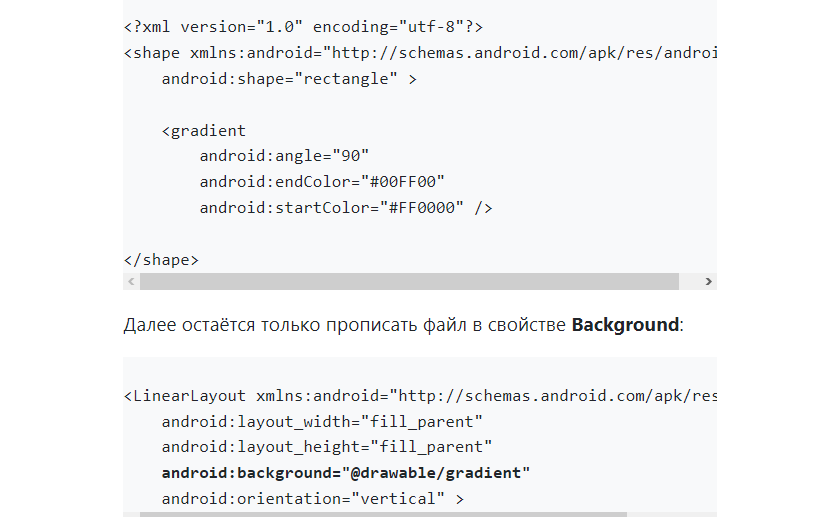 <?xml version="1.0" encoding="utf-8"?>
<shape xmlns:android="http://schemas.android.com/apk/res/androi
    android:shape="rectangle" >
    <gradient
        android:angle="90"
        android:endColor="#00FF00"
        android:startColor="#FF0000" />
</shape>
Далее остаётся только прописать файл в свойстве Background:
<LinearLayout xmlns:android="http://schemas.android.com/apk/res
    android:layout_width="fill_parent"
    android:layout_height="fill_parent"
    android:background="@drawable/gradient"
    android:orientation="vertical" >